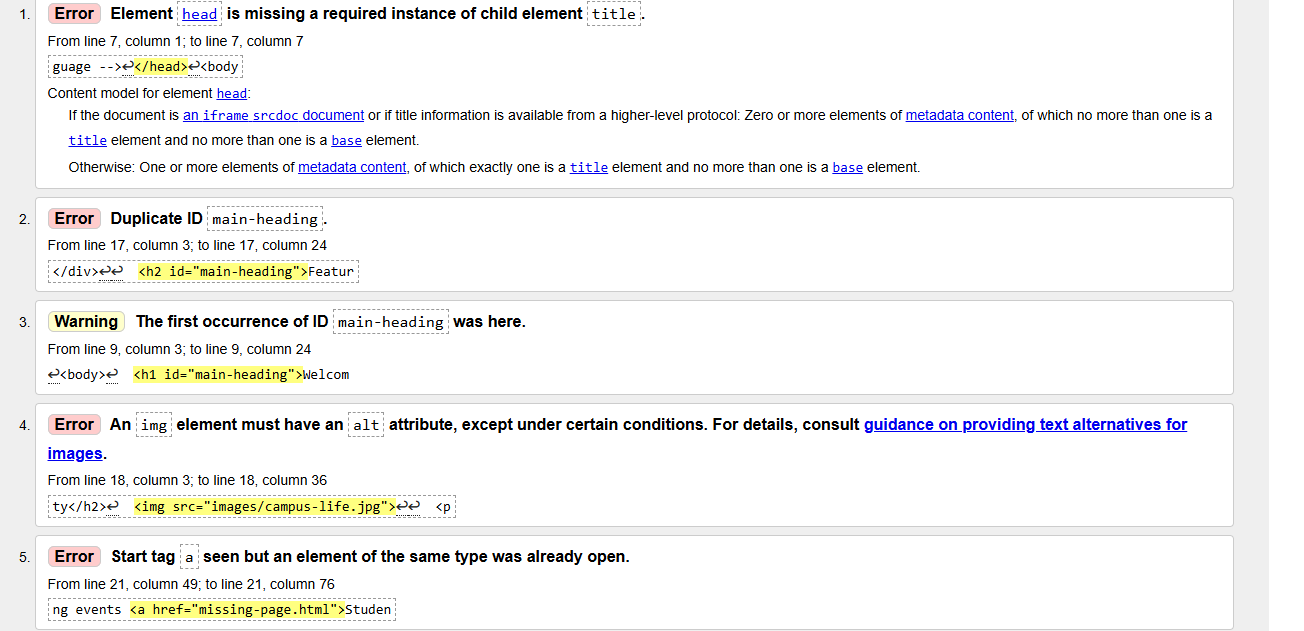 1. Error Element head is missing a required instance of child element title.
From line 7, column 1; to line 7, column 7
guage -->↩</head>↩<body
Content model for element head:
If the document is an iframe srcdoc document or if title information is available from a higher-level protocol: Zero or more elements of metadata content, of which no more than one is a
title element and no more than one is a base element.
Otherwise: One or more elements of metadata content, of which exactly one is a title element and no more than one is a base element.
2. Error Duplicate ID main-heading.
From line 17, column 3; to line 17, column 24
</div>↩↩  <h2 id="main-heading">Featur
3. Warning The first occurrence of ID main-heading was here.
From line 9, column 3; to line 9, column 24
↩<body>↩  <h1 id="main-heading">Welcom
4. Error An img element must have an alt attribute, except under certain conditions. For details, consult guidance on providing text alternatives for
images.
From line 18, column 3; to line 18, column 36
ty</h2>↩  <img src="images/campus-life.jpg">↩↩  <p
5. Error Start tag a seen but an element of the same type was already open.
From line 21, column 49; to line 21, column 76
ng events <a href="missing-page.html">Studen